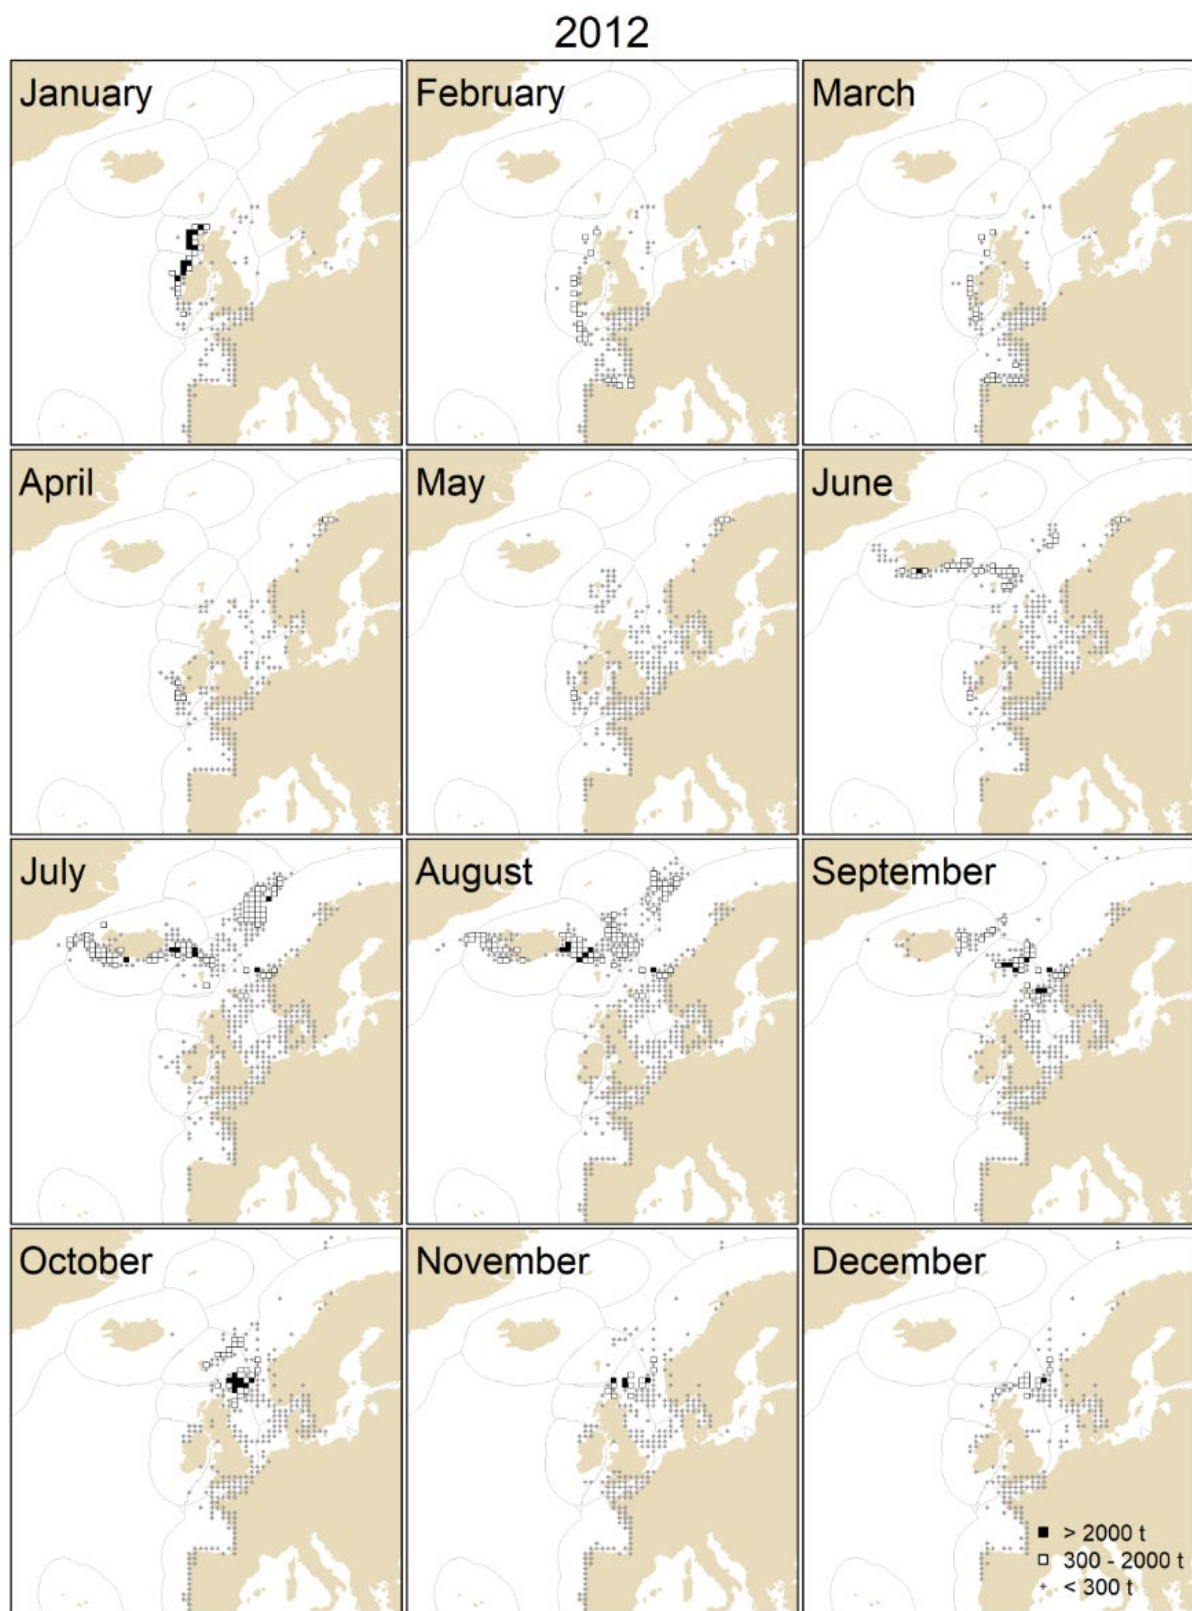 2012
January
February
March
April
May
June
July
August
September
October
November
December
> 2000 t
300 - 2000 t
< 300 t